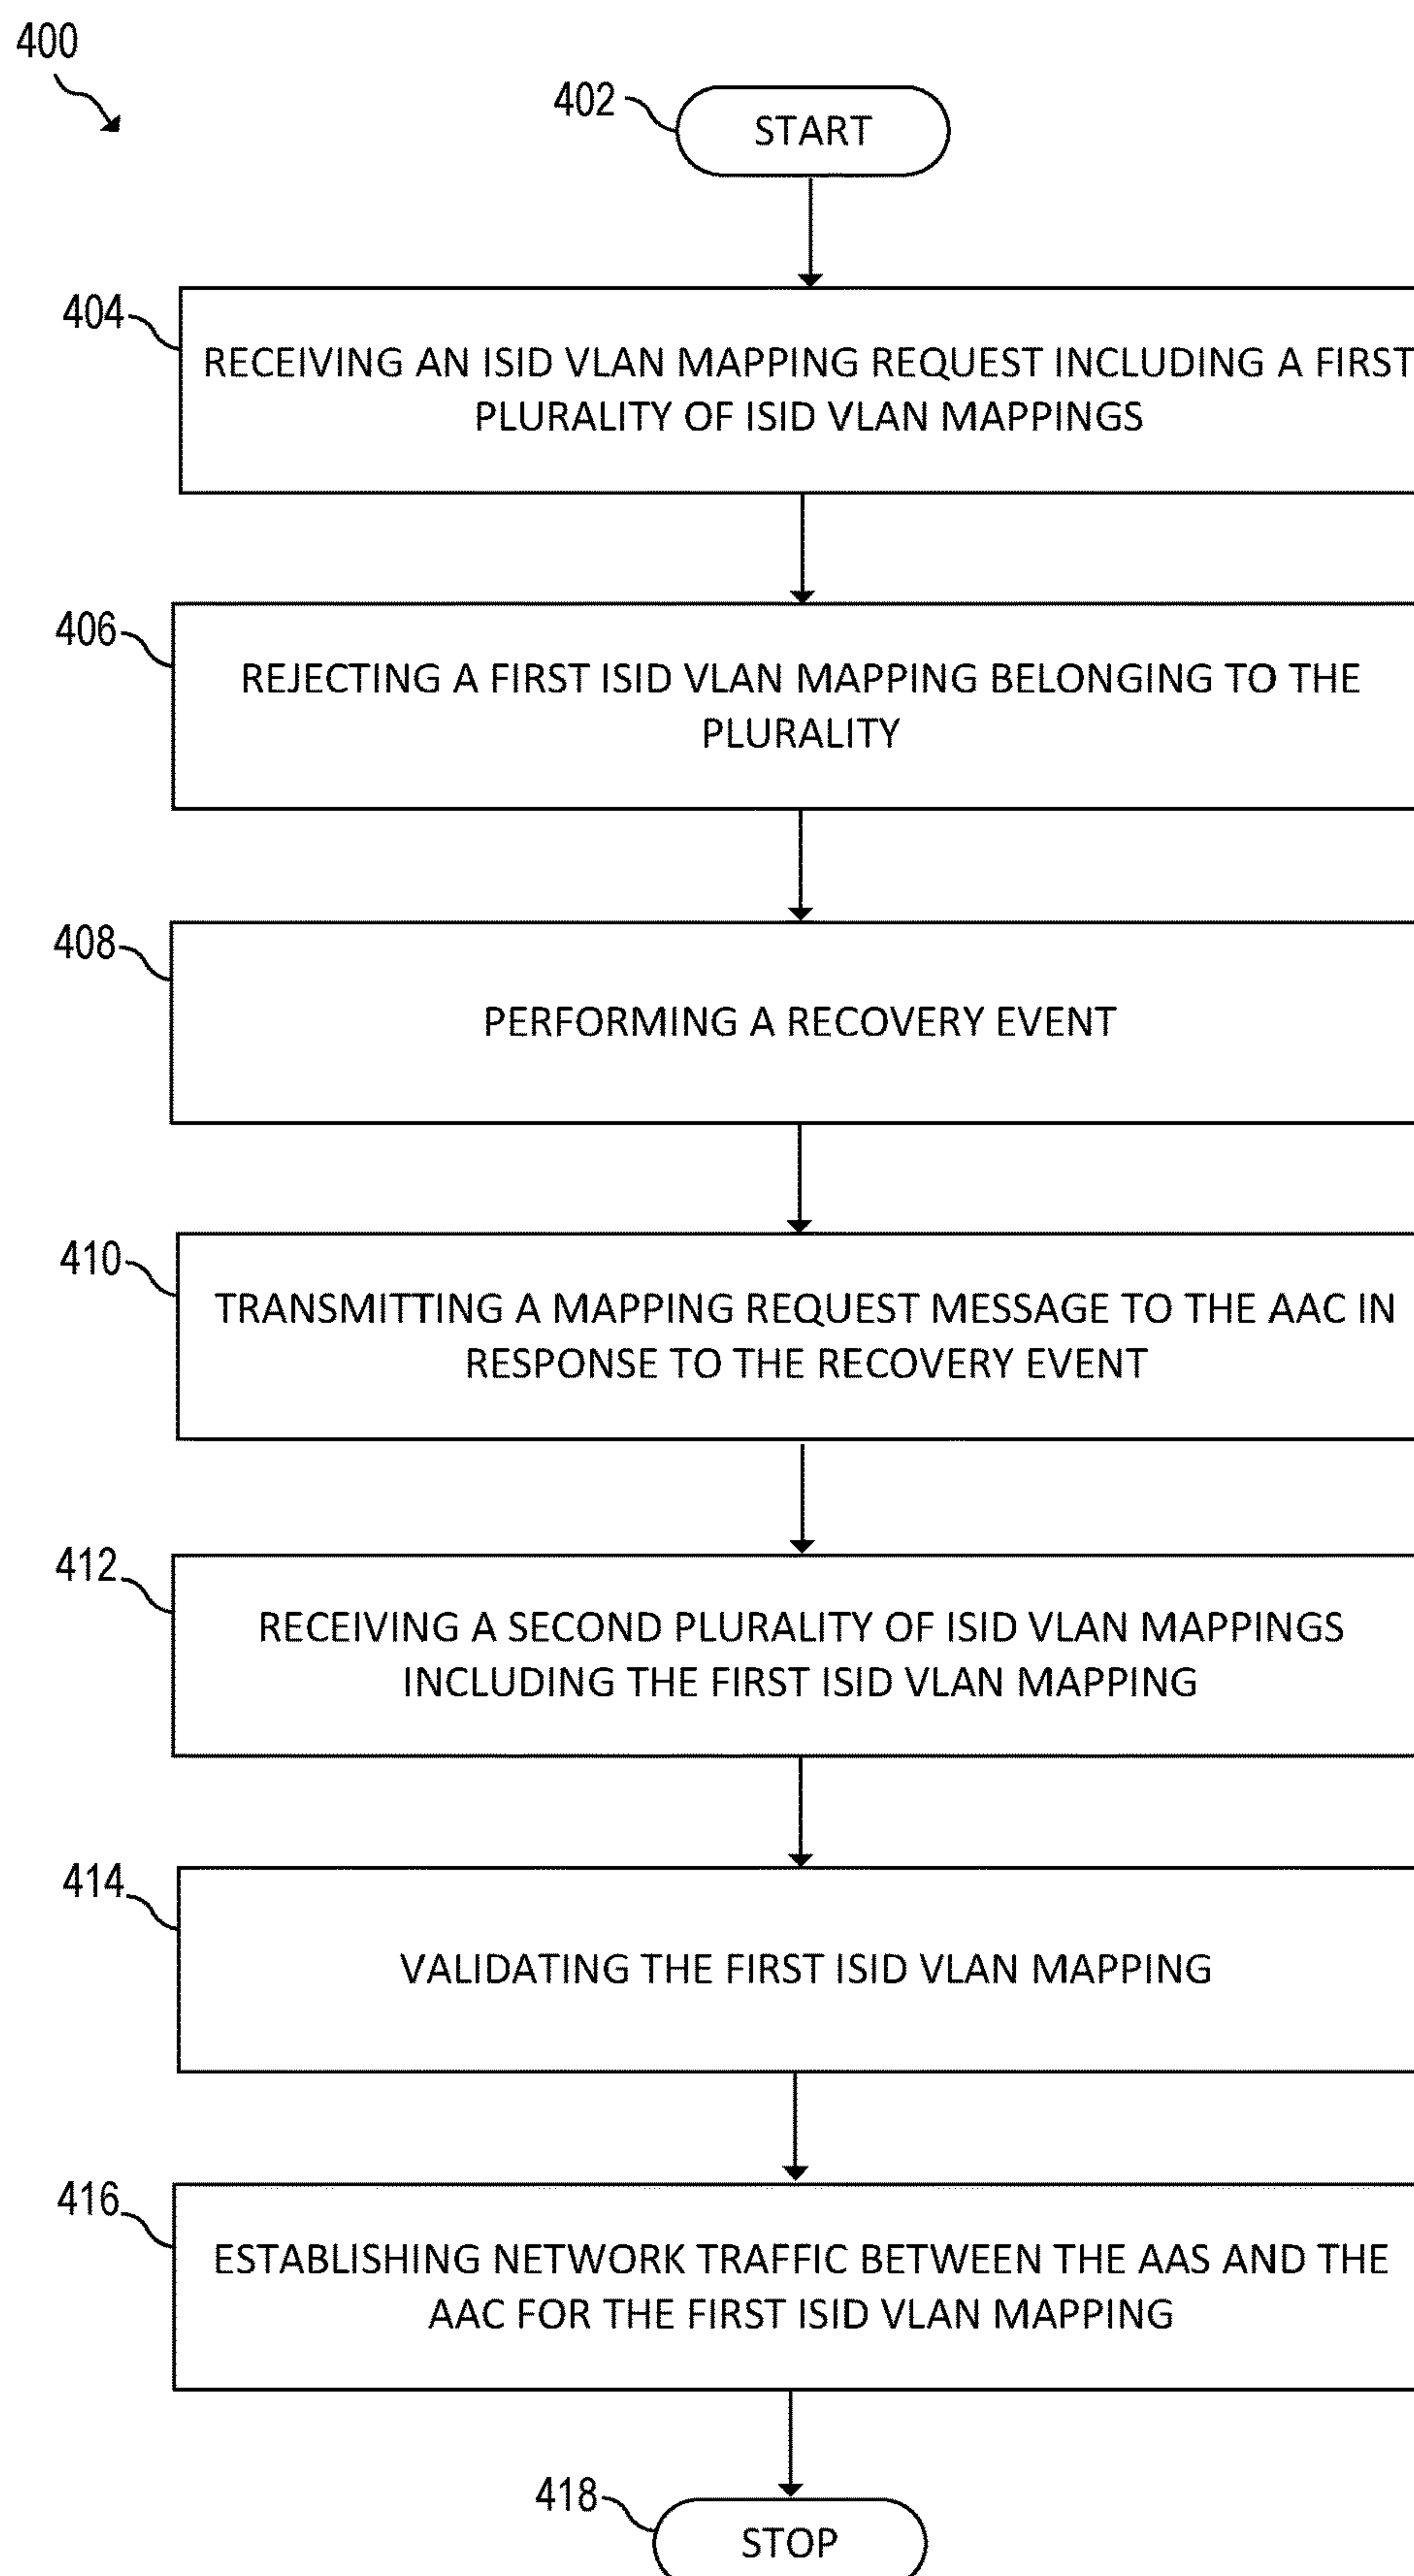 400
402
START
404
RECEIVING AN ISID VLAN MAPPING REQUEST INCLUDING A FIRST
PLURALITY OF ISID VLAN MAPPINGS
406
REJECTING A FIRST ISID VLAN MAPPING BELONGING TO THE
PLURALITY
408
PERFORMING A RECOVERY EVENT
410
TRANSMITTING A MAPPING REQUEST MESSAGE TO THE AAC IN
RESPONSE TO THE RECOVERY EVENT
412
RECEIVING A SECOND PLURALITY OF ISID VLAN MAPPINGS
INCLUDING THE FIRST ISID VLAN MAPPING
414
VALIDATING THE FIRST ISID VLAN MAPPING
416
ESTABLISHING NETWORK TRAFFIC BETWEEN THE AAS AND THE
AAC FOR THE FIRST ISID VLAN MAPPING
418
STOP